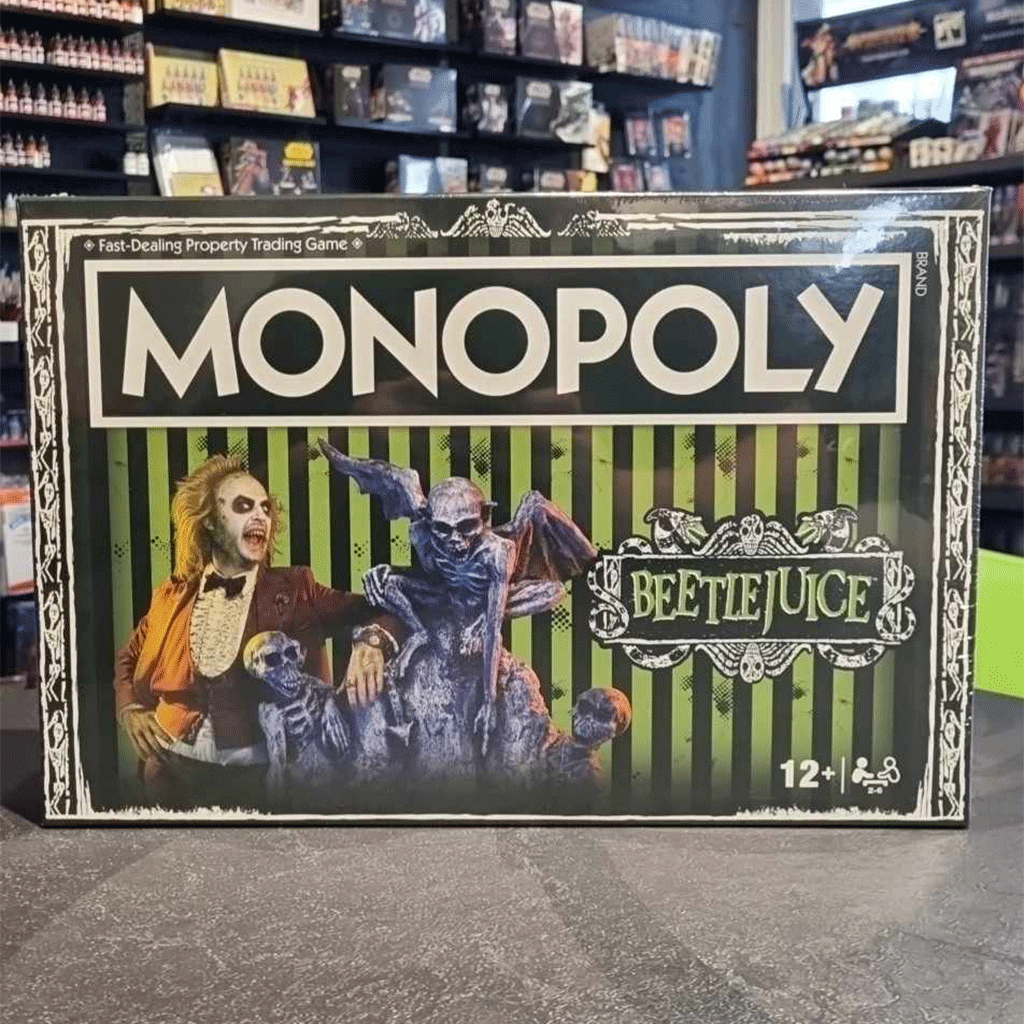 Fast-Dealing Property Trading Game
MONOPOLY
BRAND
BEETLEJUICE
12+
2-6